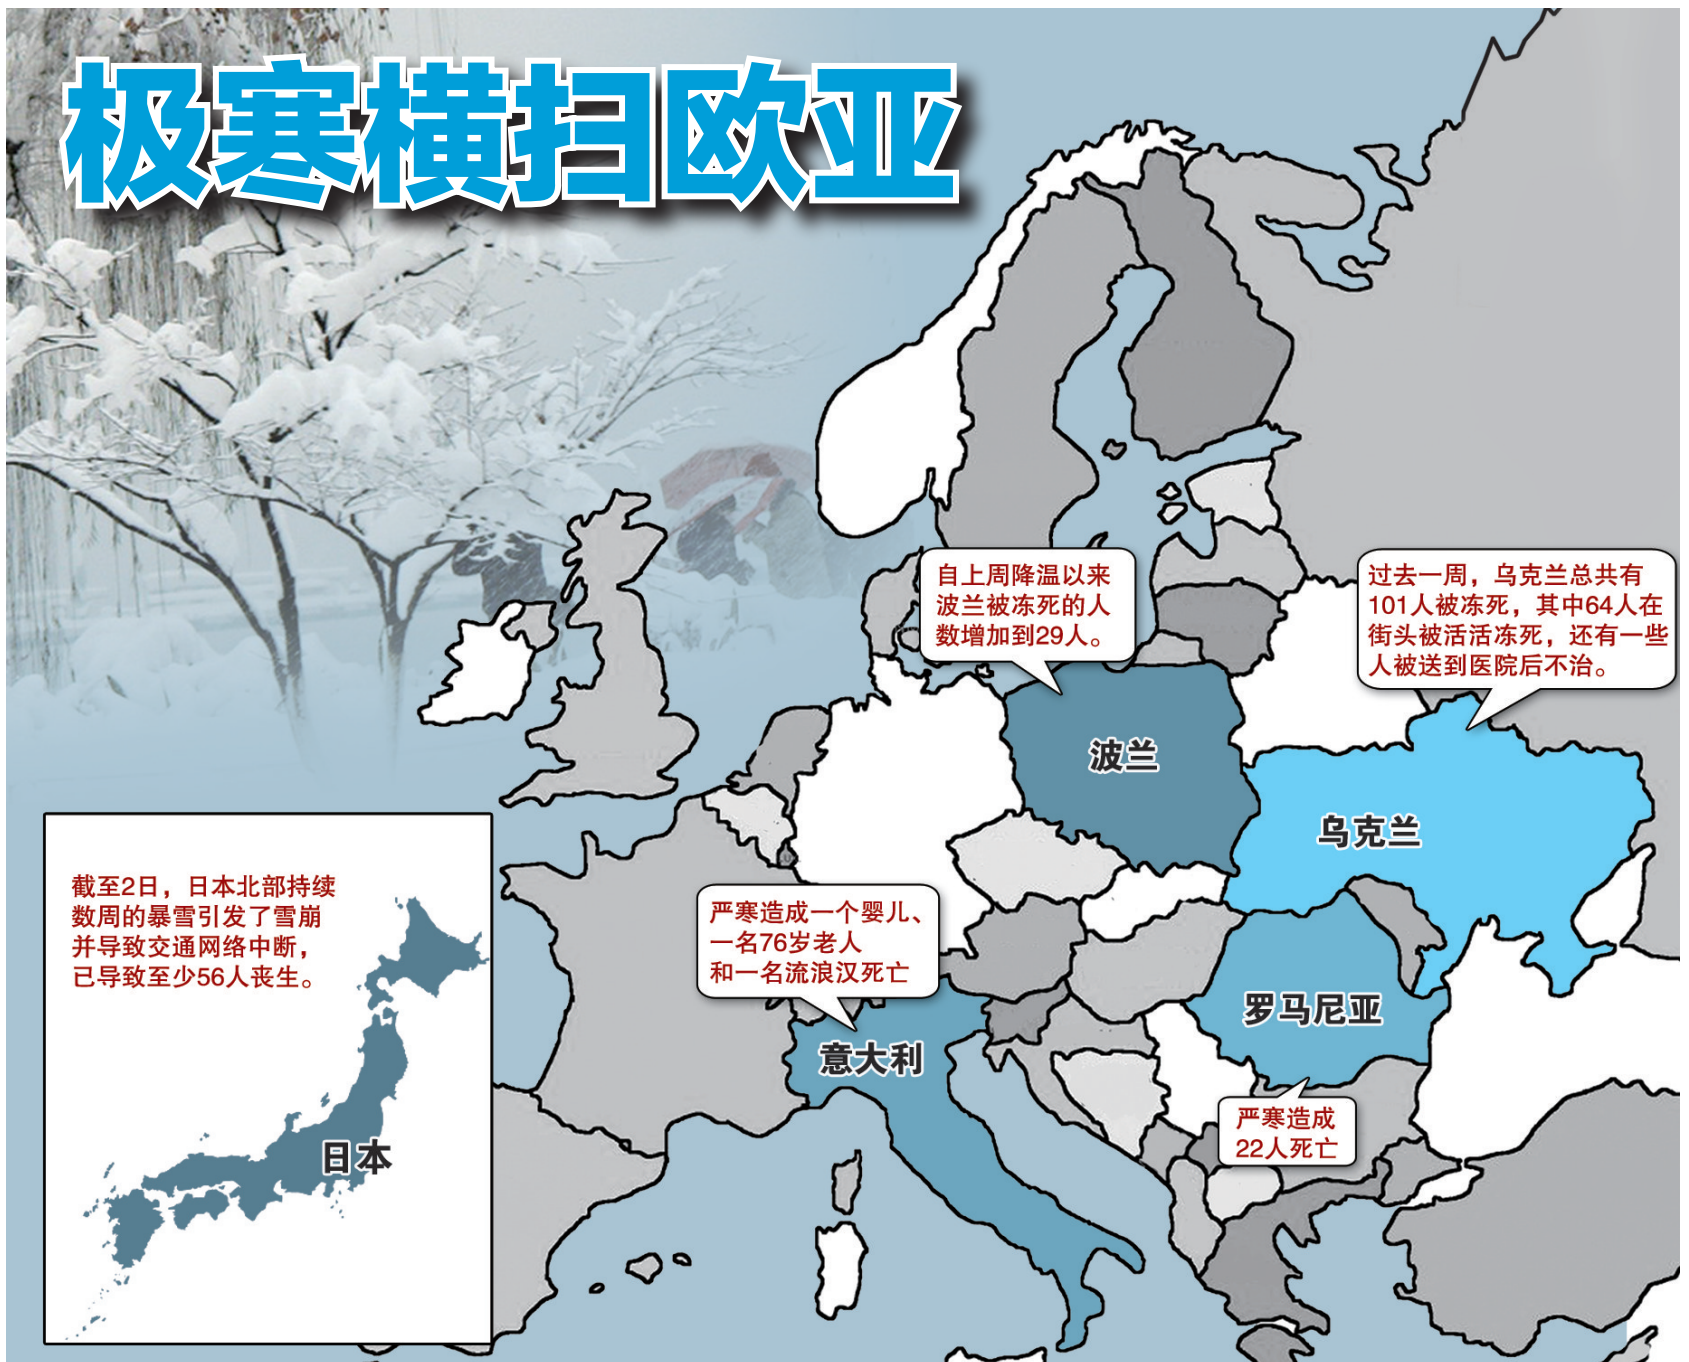 极寒横扫欧亚
自上周降温以来
波兰被冻死的人
数增加到29人。
过去一周，乌克兰总共有
101人被冻死，其中64人在
街头被活活冻死，还有一些
人被送到医院后不治。
波兰
乌克兰
截至2日，日本北部持续
数周的暴雪引发了雪崩
并导致交通网络中断，
已导致至少56人丧生。
严寒造成一个婴儿、
一名76岁老人
和一名流浪汉死亡
罗马尼亚
意大利
严寒造成
22人死亡
日本